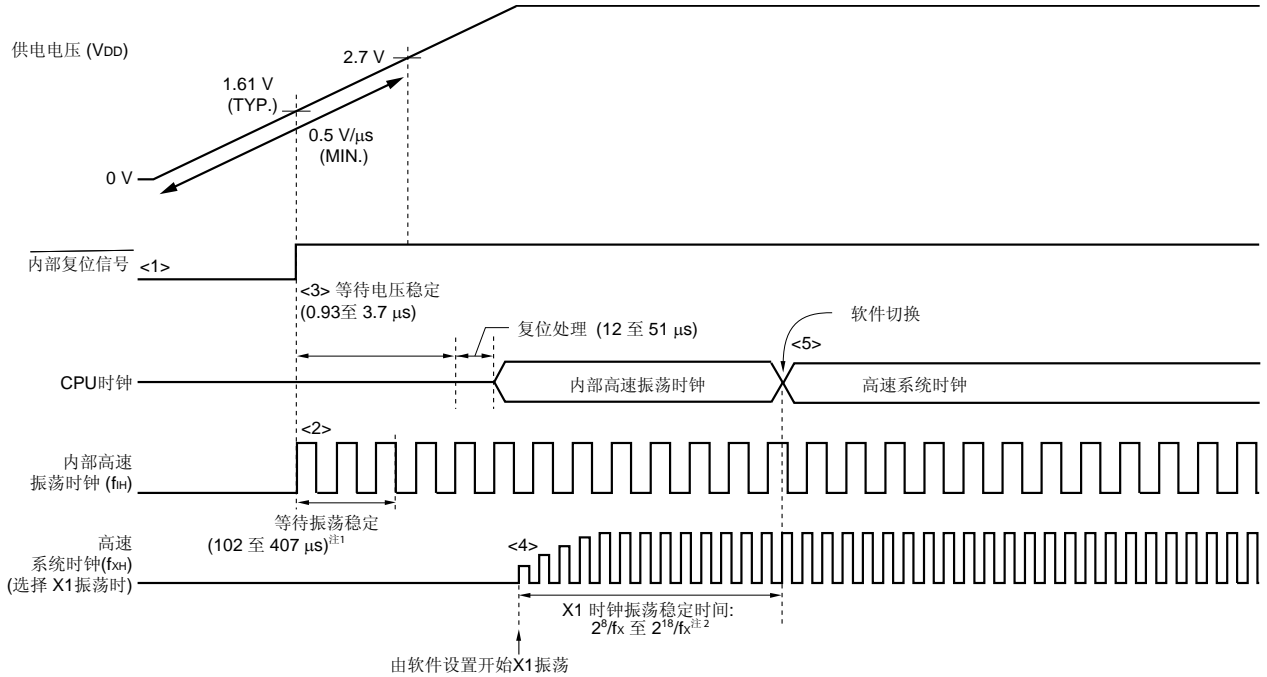 供电电压 (VDD)
2.7 V
1.61 V
(TYP.)
0.5 V/μs
(MIN.)
0 V
内部复位信号
<1>
<3> 等待电压稳定
(0.93至 3.7 μs)
复位处理 (12 至 51 μs)
软件切换
<5>
CPU时钟
内部高速振荡时钟
高速系统时钟
<2>
内部高速
振荡时钟 (fIH)
等待振荡稳定
(102 至 407 μs)注1
高速
系统时钟(fXH)
(选择 X1振荡时)
<4>
X1 时钟振荡稳定时间:
2^8/fX 至 2^18/fX注2
由软件设置开始X1振荡